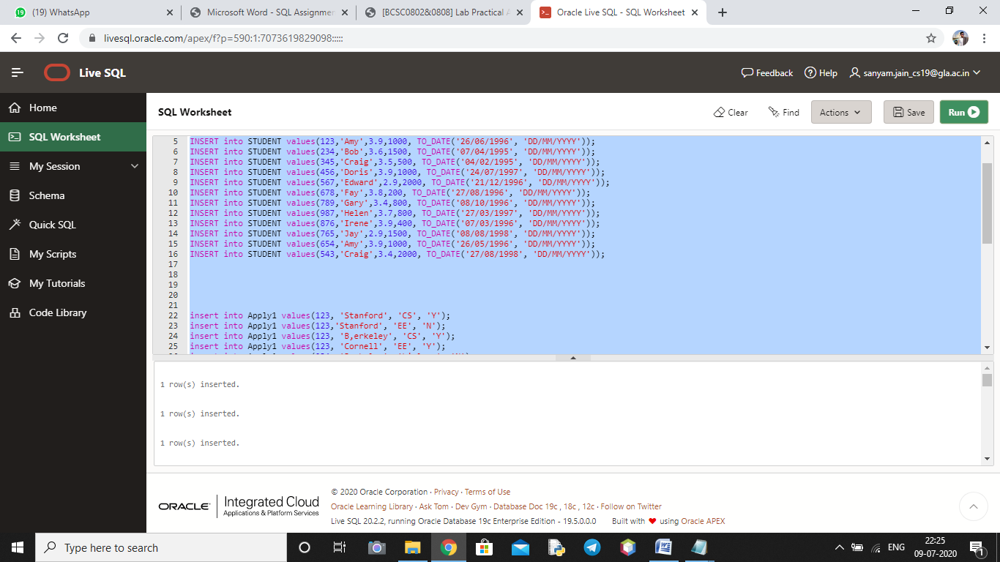 19 (19) WhatsApp
Microsoft Word - SQL Assignmen
[BCSC0802&0808] Lab Practical A
Oracle Live SQL - SQL Worksheet
livesql.oracle.com/apex/f?p=590:1:7073619829098:::::
Live SQL
Feedback
Help
sanyam.jain_cs19@gla.ac.in
Home
SQL Worksheet
My Session
Schema
Quick SQL
My Scripts
My Tutorials
Code Library
SQL Worksheet
Clear
Find
Actions
Save
Run
5 INSERT into STUDENT values(123,'Amy',3.9,1000, TO_DATE('26/06/1996', 'DD/MM/YYYY'));
6 INSERT into STUDENT values(234,'Bob',3.6,1500, TO_DATE('07/04/1995', 'DD/MM/YYYY'));
7 INSERT into STUDENT values(345,'Craig',3.5,500, TO_DATE('04/02/1995', 'DD/MM/YYYY'));
8 INSERT into STUDENT values(456,'Doris',3.9,1000, TO_DATE('24/07/1997', 'DD/MM/YYYY'));
9 INSERT into STUDENT values(567,'Edward',2.9,2000, TO_DATE('21/12/1996', 'DD/MM/YYYY'));
10 INSERT into STUDENT values(678,'Fay',3.8,200, TO_DATE('27/08/1996', 'DD/MM/YYYY'));
11 INSERT into STUDENT values(789,'Gary',3.4,800, TO_DATE('08/10/1996', 'DD/MM/YYYY'));
12 INSERT into STUDENT values(987,'Helen',3.7,800, TO_DATE('27/03/1997', 'DD/MM/YYYY'));
13 INSERT into STUDENT values(876,'Irene',3.9,400, TO_DATE('07/03/1996', 'DD/MM/YYYY'));
14 INSERT into STUDENT values(765,'Jay',2.9,1500, TO_DATE('08/08/1998', 'DD/MM/YYYY'));
15 INSERT into STUDENT values(654,'Amy',3.9,1000, TO_DATE('26/05/1996', 'DD/MM/YYYY'));
16 INSERT into STUDENT values(543,'Craig',3.4,2000, TO_DATE('27/08/1998', 'DD/MM/YYYY'));
17
18
19
20
21
22 insert into Apply1 values(123, 'Stanford', 'CS', 'Y');
23 insert into Apply1 values(123,'Stanford', 'EE', 'N');
24 insert into Apply1 values(123, 'B,erkeley', 'CS', 'Y');
25 insert into Apply1 values(123, 'Cornell', 'EE', 'Y');
1 row(s) inserted.
1 row(s) inserted.
1 row(s) inserted.
ORACLE
Integrated Cloud
Applications & Platform Services
© 2020 Oracle Corporation · Privacy · Terms of Use
Oracle Learning Library · Ask Tom · Dev Gym · Database Doc 19c , 18c , 12c · Follow on Twitter
Live SQL 20.2.2, running Oracle Database 19c Enterprise Edition - 19.5.0.0.0 Built with ❤ using Oracle APEX
Type here to search
ENG
22:25
09-07-2020
1